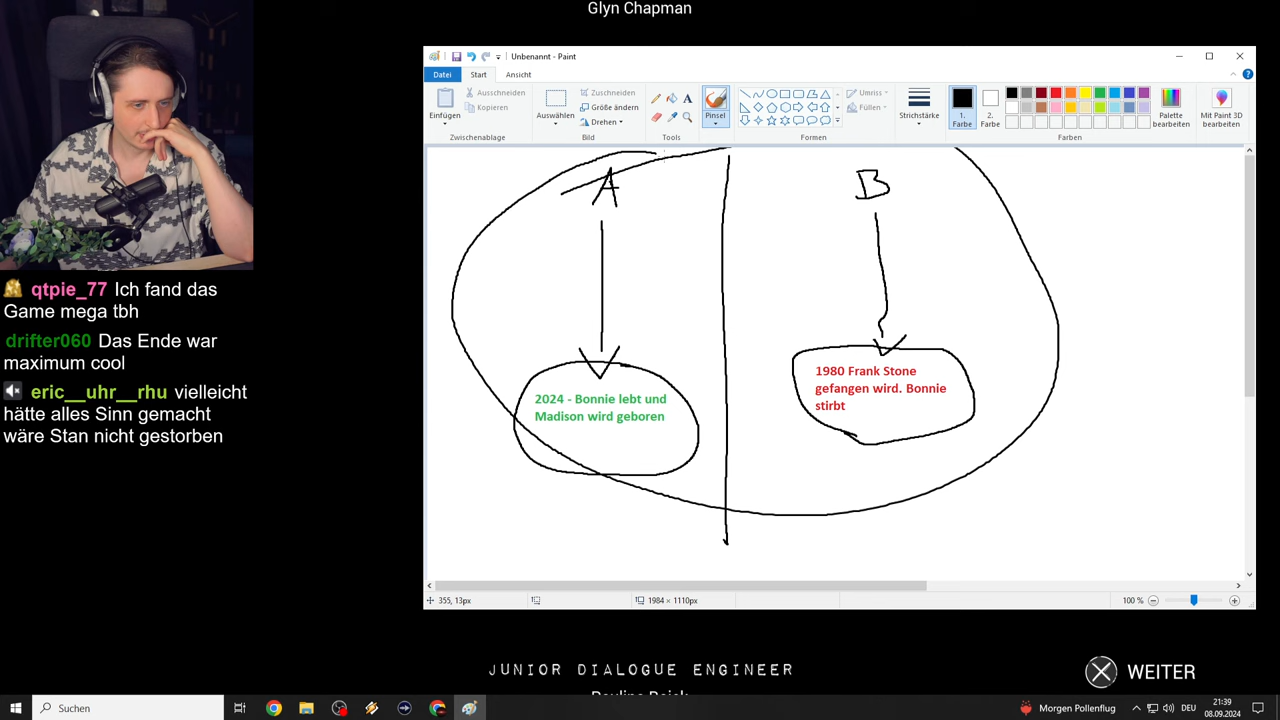 Glyn Chapman
Unbenannt - Paint
Datei
Start
Ansicht
Einfügen
Ausschneiden
Kopieren
Zwischenablage
Auswählen
Zuschneiden
Größe ändern
Drehen
Bild
Tools
Pinsel
Umriss
Füllen
Formen
Strichstärke
1. Farbe
2. Farbe
Palette bearbeiten
Mit Paint 3D bearbeiten
Farben
A
B
2024 - Bonnie lebt und
Madison wird geboren
1980 Frank Stone
gefangen wird. Bonnie
stirbt
355, 13px
1984 × 1110px
100 %
qtpie_77 Ich fand das
Game mega tbh
drifter060 Das Ende war
maximum cool
eric__uhr__rhu vielleicht
hätte alles Sinn gemacht
wäre Stan nicht gestorben
JUNIOR DIALOGUE ENGINEER
WEITER
Suchen
Morgen Pollenflug
DEU
21:39
08.09.2024